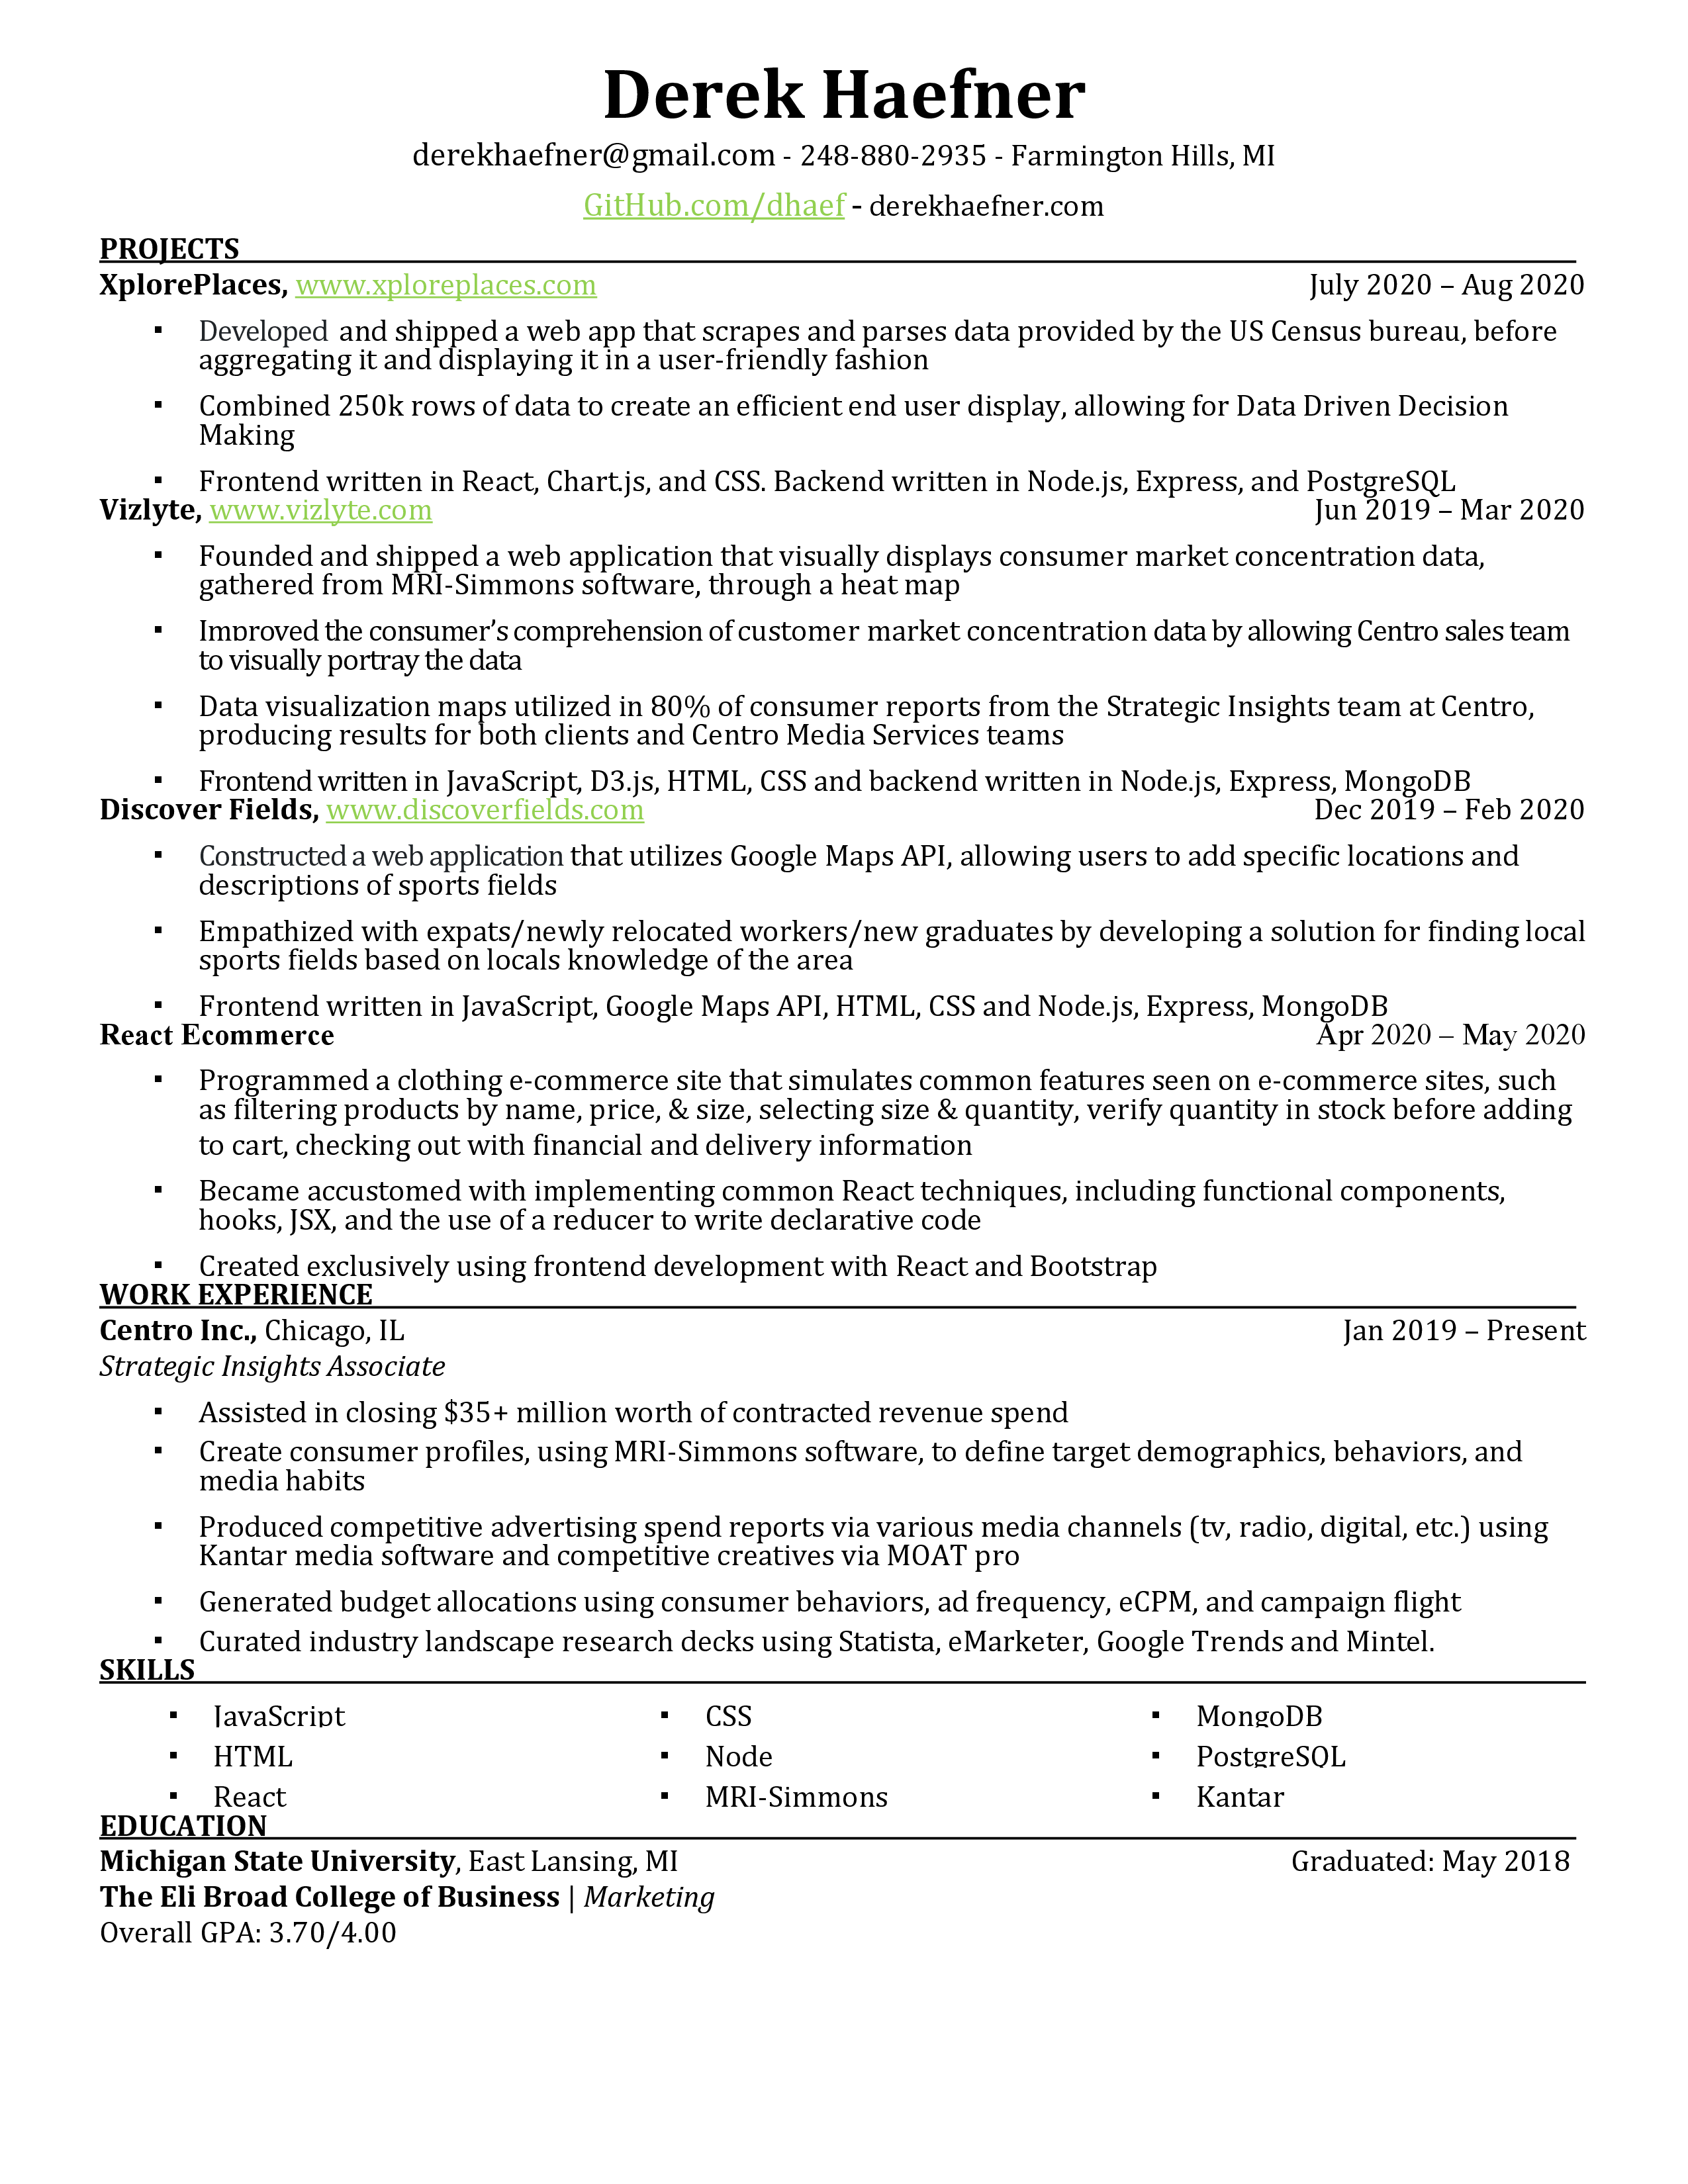 Derek Haefner
derekhaefner@gmail.com - 248-880-2935 - Farmington Hills, MI
GitHub.com/dhaef - derekhaefner.com
PROJECTS
XplorePlaces, www.xploreplaces.com July 2020 – Aug 2020
▪ Developed and shipped a web app that scrapes and parses data provided by the US Census bureau, before
aggregating it and displaying it in a user-friendly fashion
▪ Combined 250k rows of data to create an efficient end user display, allowing for Data Driven Decision
Making
▪ Frontend written in React, Chart.js, and CSS. Backend written in Node.js, Express, and PostgreSQL
Vizlyte, www.vizlyte.com Jun 2019 – Mar 2020
▪ Founded and shipped a web application that visually displays consumer market concentration data,
gathered from MRI-Simmons software, through a heat map
▪ Improved the consumer’s comprehension of customer market concentration data by allowing Centro sales team
to visually portray the data
▪ Data visualization maps utilized in 80% of consumer reports from the Strategic Insights team at Centro,
producing results for both clients and Centro Media Services teams
▪ Frontend written in JavaScript, D3.js, HTML, CSS and backend written in Node.js, Express, MongoDB
Discover Fields, www.discoverfields.com Dec 2019 – Feb 2020
▪ Constructed a web application that utilizes Google Maps API, allowing users to add specific locations and
descriptions of sports fields
▪ Empathized with expats/newly relocated workers/new graduates by developing a solution for finding local
sports fields based on locals knowledge of the area
▪ Frontend written in JavaScript, Google Maps API, HTML, CSS and Node.js, Express, MongoDB
React Ecommerce Apr 2020 – May 2020
▪ Programmed a clothing e-commerce site that simulates common features seen on e-commerce sites, such
as filtering products by name, price, & size, selecting size & quantity, verify quantity in stock before adding
to cart, checking out with financial and delivery information
▪ Became accustomed with implementing common React techniques, including functional components,
hooks, JSX, and the use of a reducer to write declarative code
▪ Created exclusively using frontend development with React and Bootstrap
WORK EXPERIENCE
Centro Inc., Chicago, IL Jan 2019 – Present
Strategic Insights Associate
▪ Assisted in closing $35+ million worth of contracted revenue spend
▪ Create consumer profiles, using MRI-Simmons software, to define target demographics, behaviors, and
media habits
▪ Produced competitive advertising spend reports via various media channels (tv, radio, digital, etc.) using
Kantar media software and competitive creatives via MOAT pro
▪ Generated budget allocations using consumer behaviors, ad frequency, eCPM, and campaign flight
▪ Curated industry landscape research decks using Statista, eMarketer, Google Trends and Mintel.
SKILLS
▪ JavaScript ▪ CSS ▪ MongoDB
▪ HTML ▪ Node ▪ PostgreSQL
▪ React ▪ MRI-Simmons ▪ Kantar
EDUCATION
Michigan State University, East Lansing, MI Graduated: May 2018
The Eli Broad College of Business | Marketing
Overall GPA: 3.70/4.00